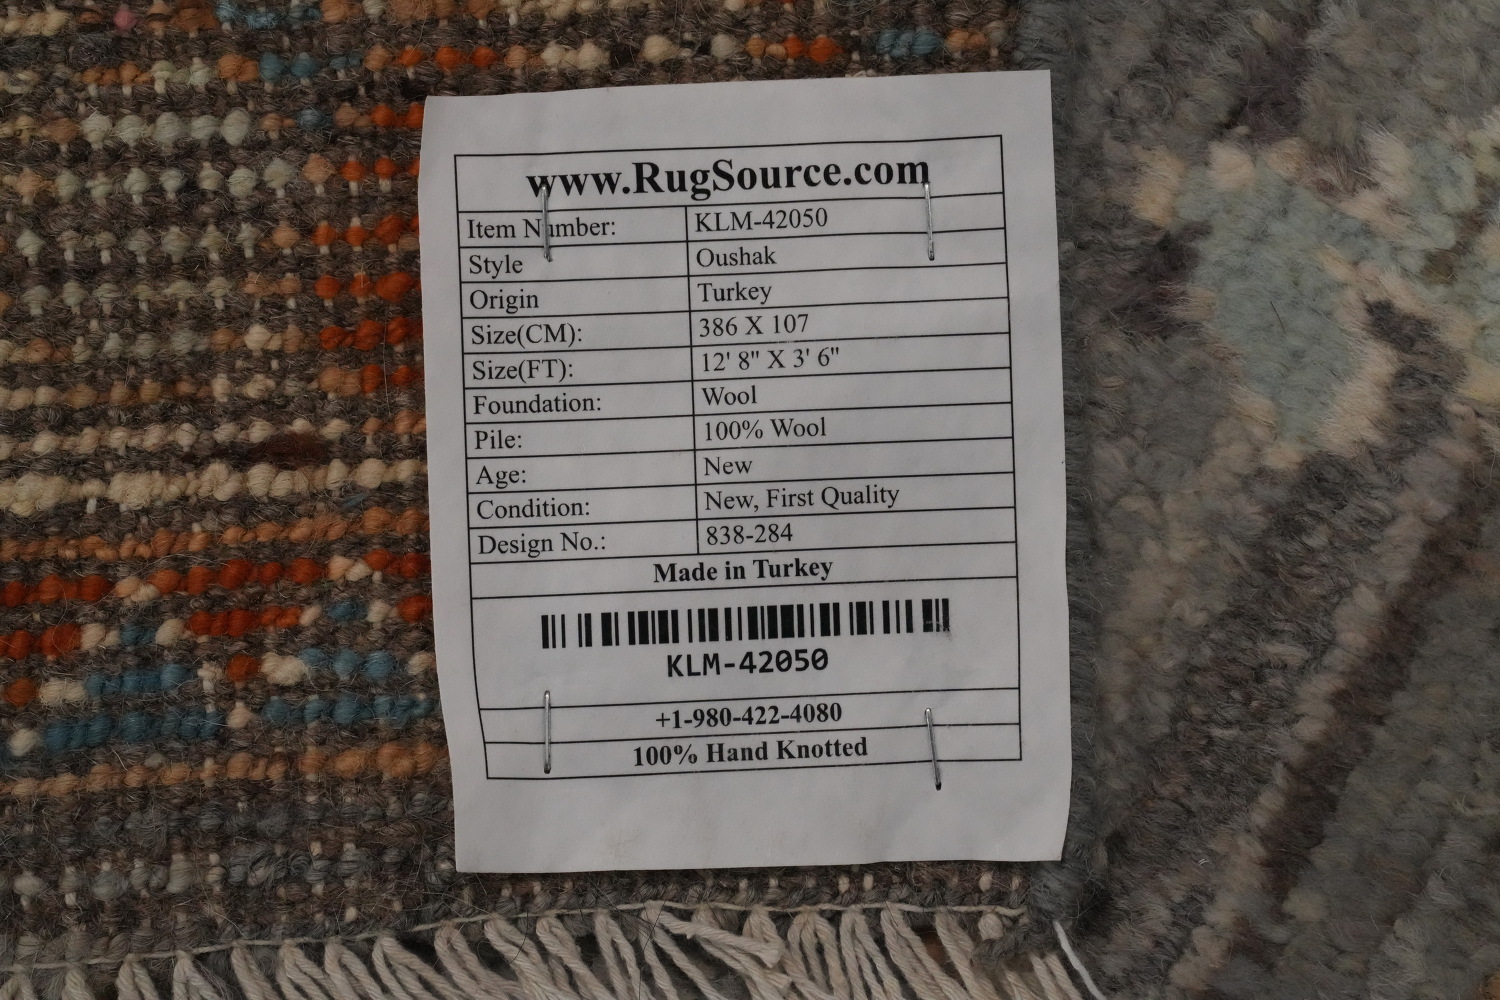 www.RugSource.com
Item Number: KLM-42050
Style Oushak
Origin Turkey
Size(CM): 386 X 107
Size(FT): 12' 8" X 3' 6"
Foundation: Wool
Pile: 100% Wool
Age: New
Condition: New, First Quality
Design No.: 838-284
Made in Turkey
KLM-42050
+1-980-422-4080
100% Hand Knotted